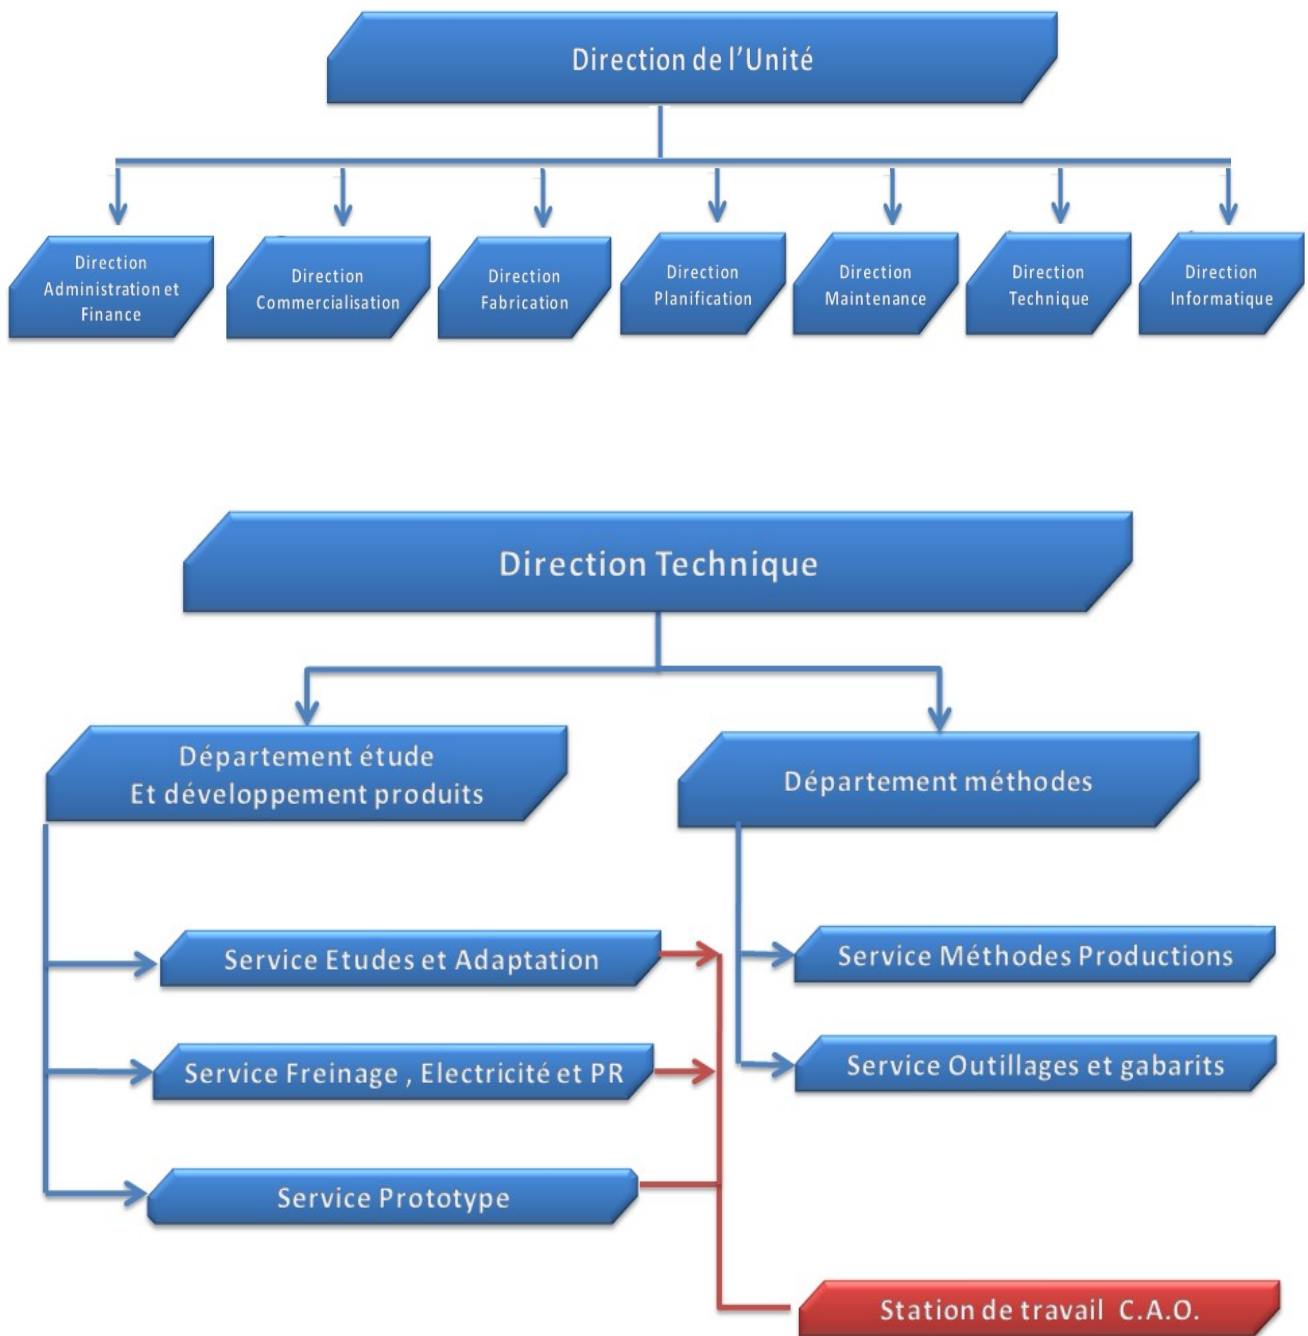 Direction de l'Unité
Direction
Administration et
Finance
Direction
Commercialisation
Direction
Fabrication
Direction
Planification
Direction
Maintenance
Direction
Technique
Direction
Informatique
Direction Technique
Département étude
Et développement produits
Département méthodes
Service Etudes et Adaptation
Service Méthodes Productions
Service Freinage , Electricité et PR
Service Outillages et gabarits
Service Prototype
Station de travail C.A.O.